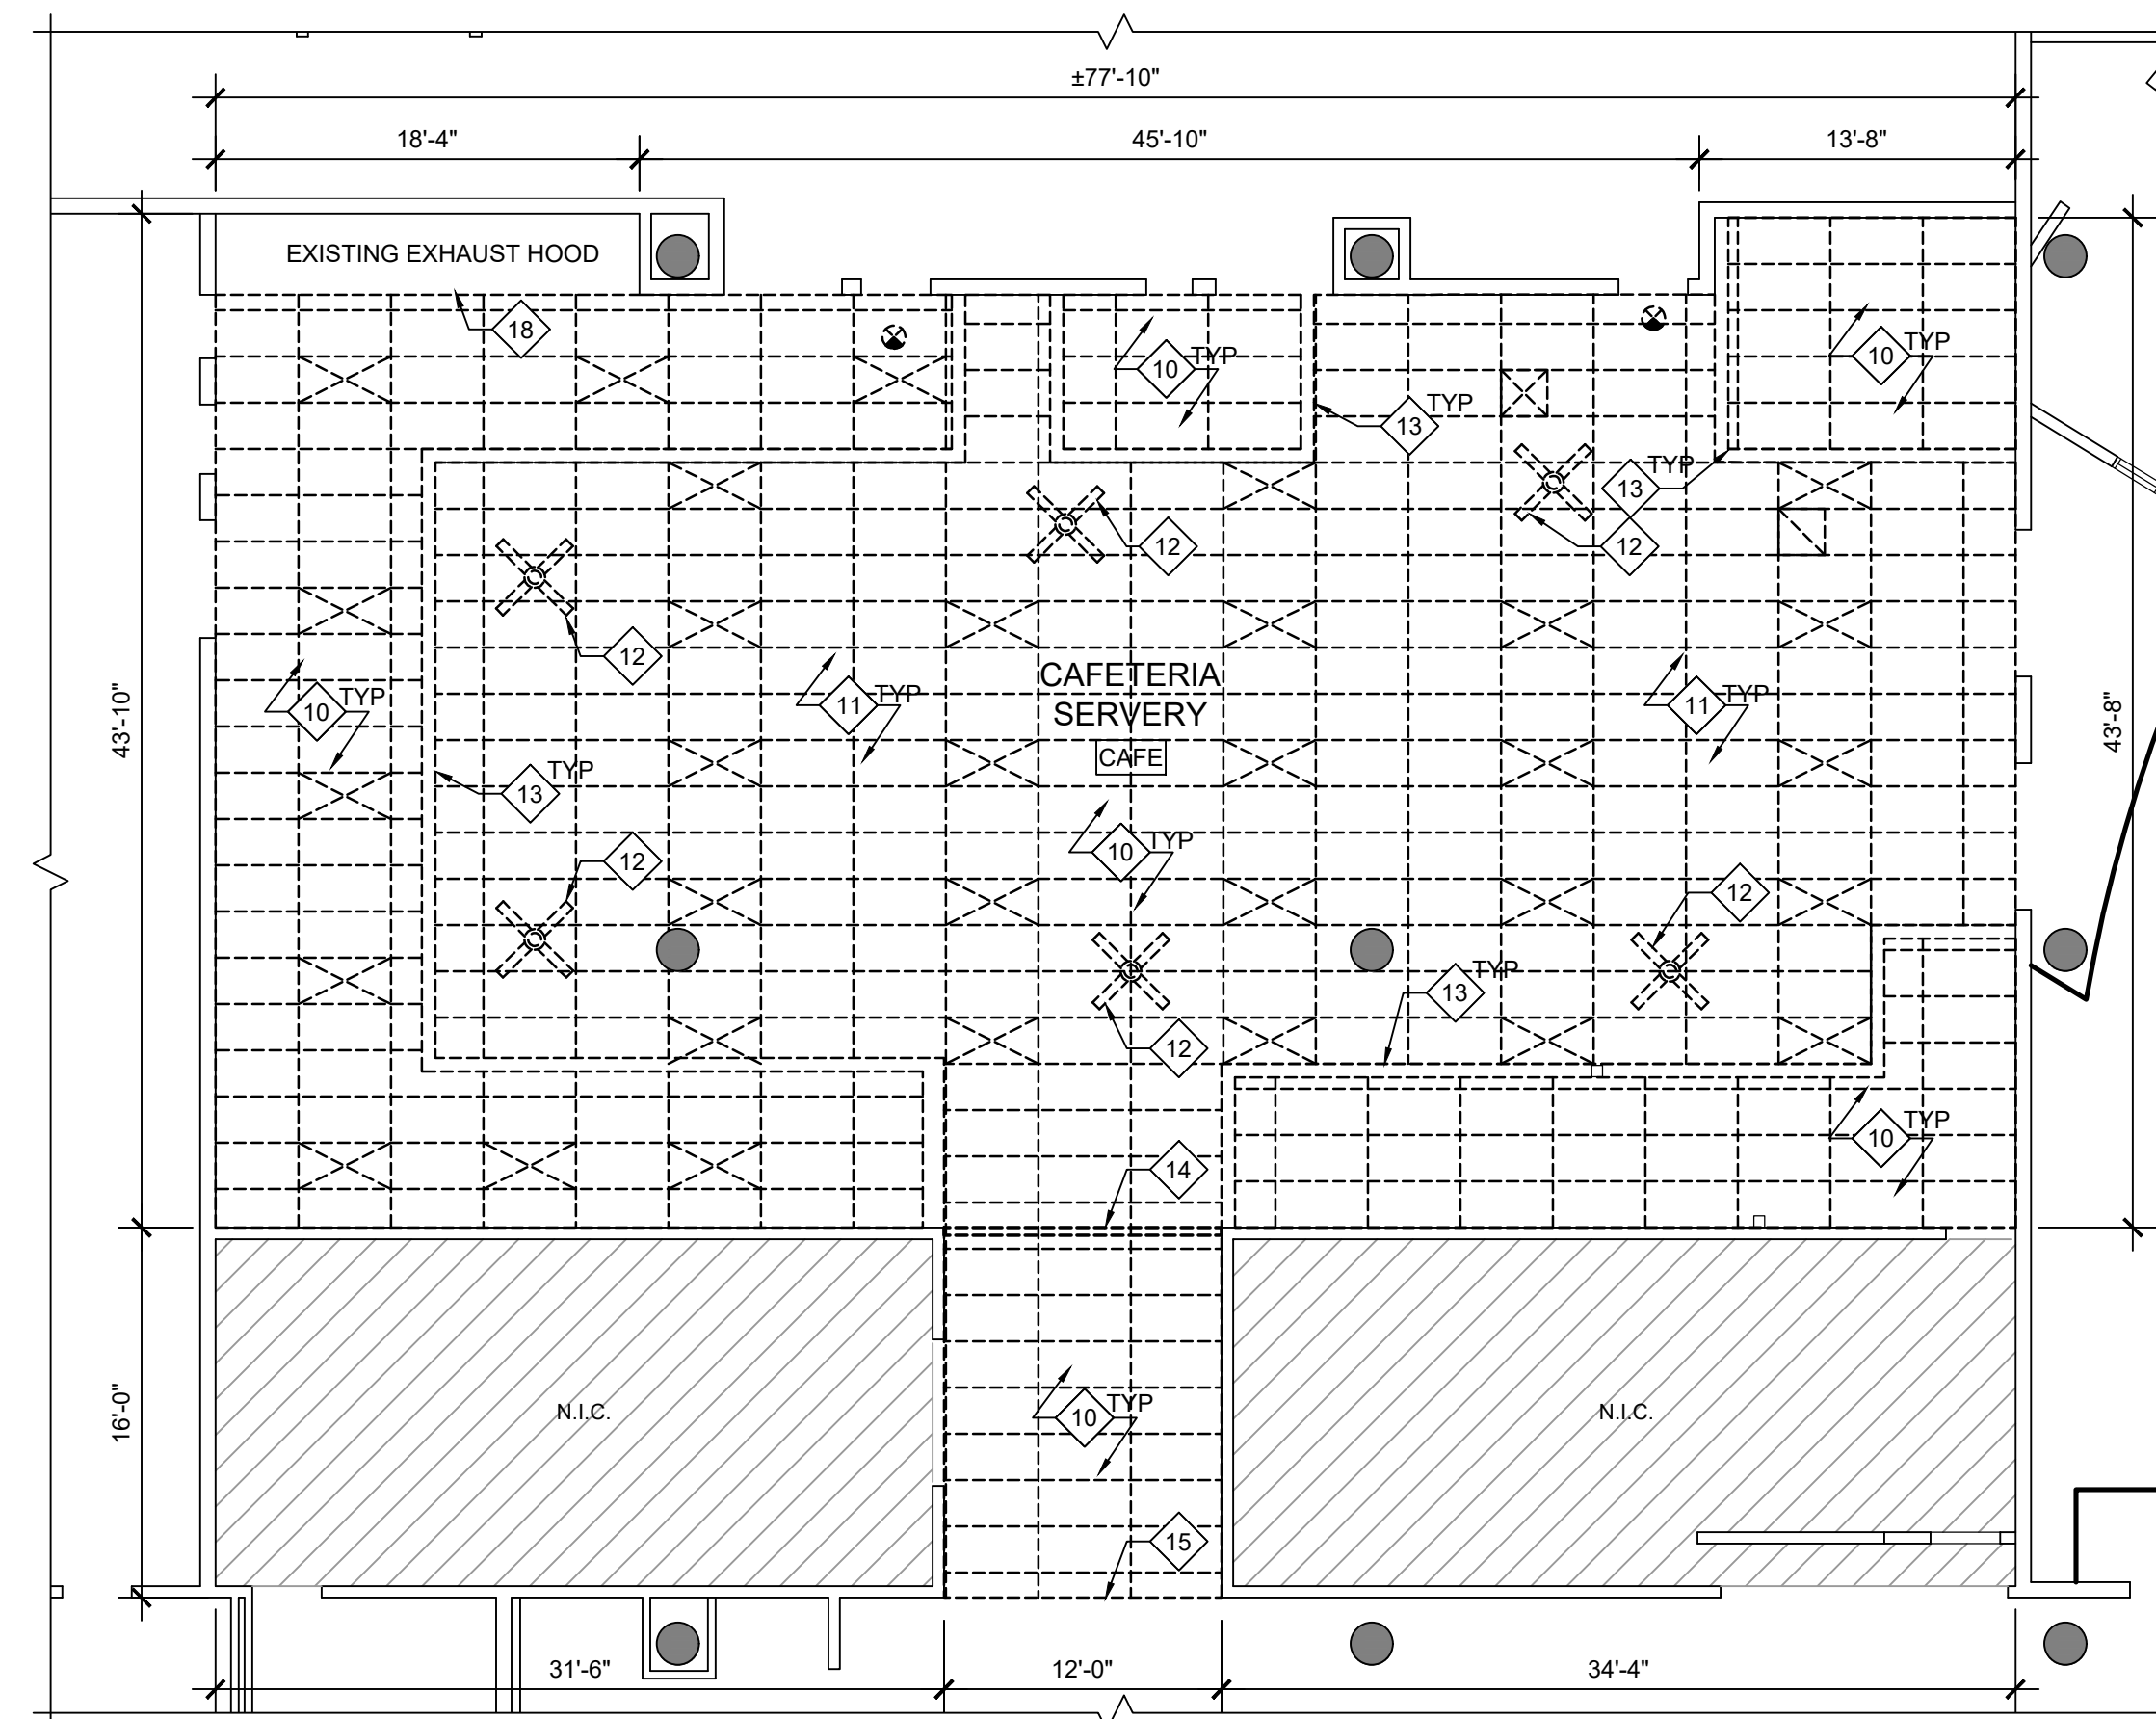 ±77'-10"
18'-4"
45'-10"
13'-8"
EXISTING EXHAUST HOOD
18
10
TYP
10
TYP
13
TYP
13
TYP
12
12
12
43'-10"
10
TYP
11
TYP
CAFETERIA
SERVERY
CAFE
11
TYP
43'-8"
13
TYP
12
10
TYP
12
13
TYP
12
10
TYP
14
16'-0"
N.I.C.
10
TYP
N.I.C.
15
31'-6"
12'-0"
34'-4"